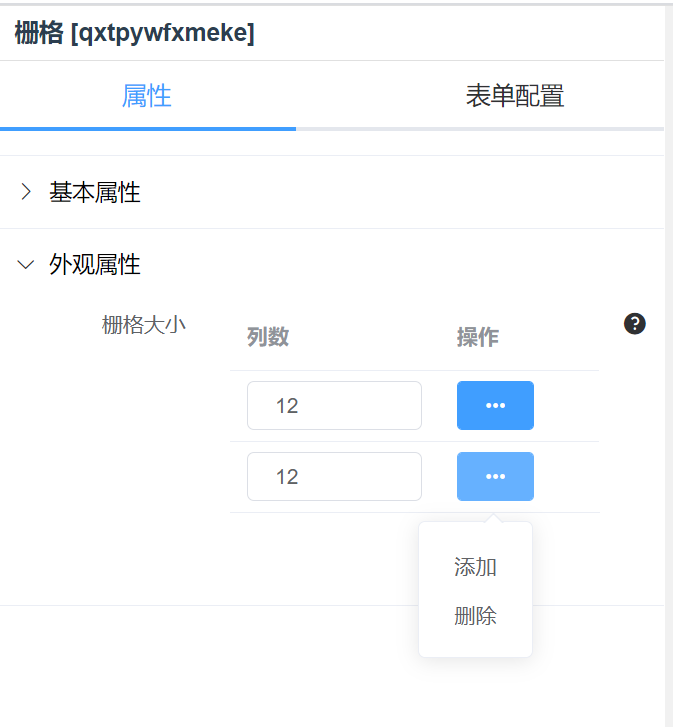 栅格 [qxtpywfxmeke]
属性 表单配置
基本属性
外观属性
栅格大小 列数 操作 ?
12 •••
12 •••
添加
删除